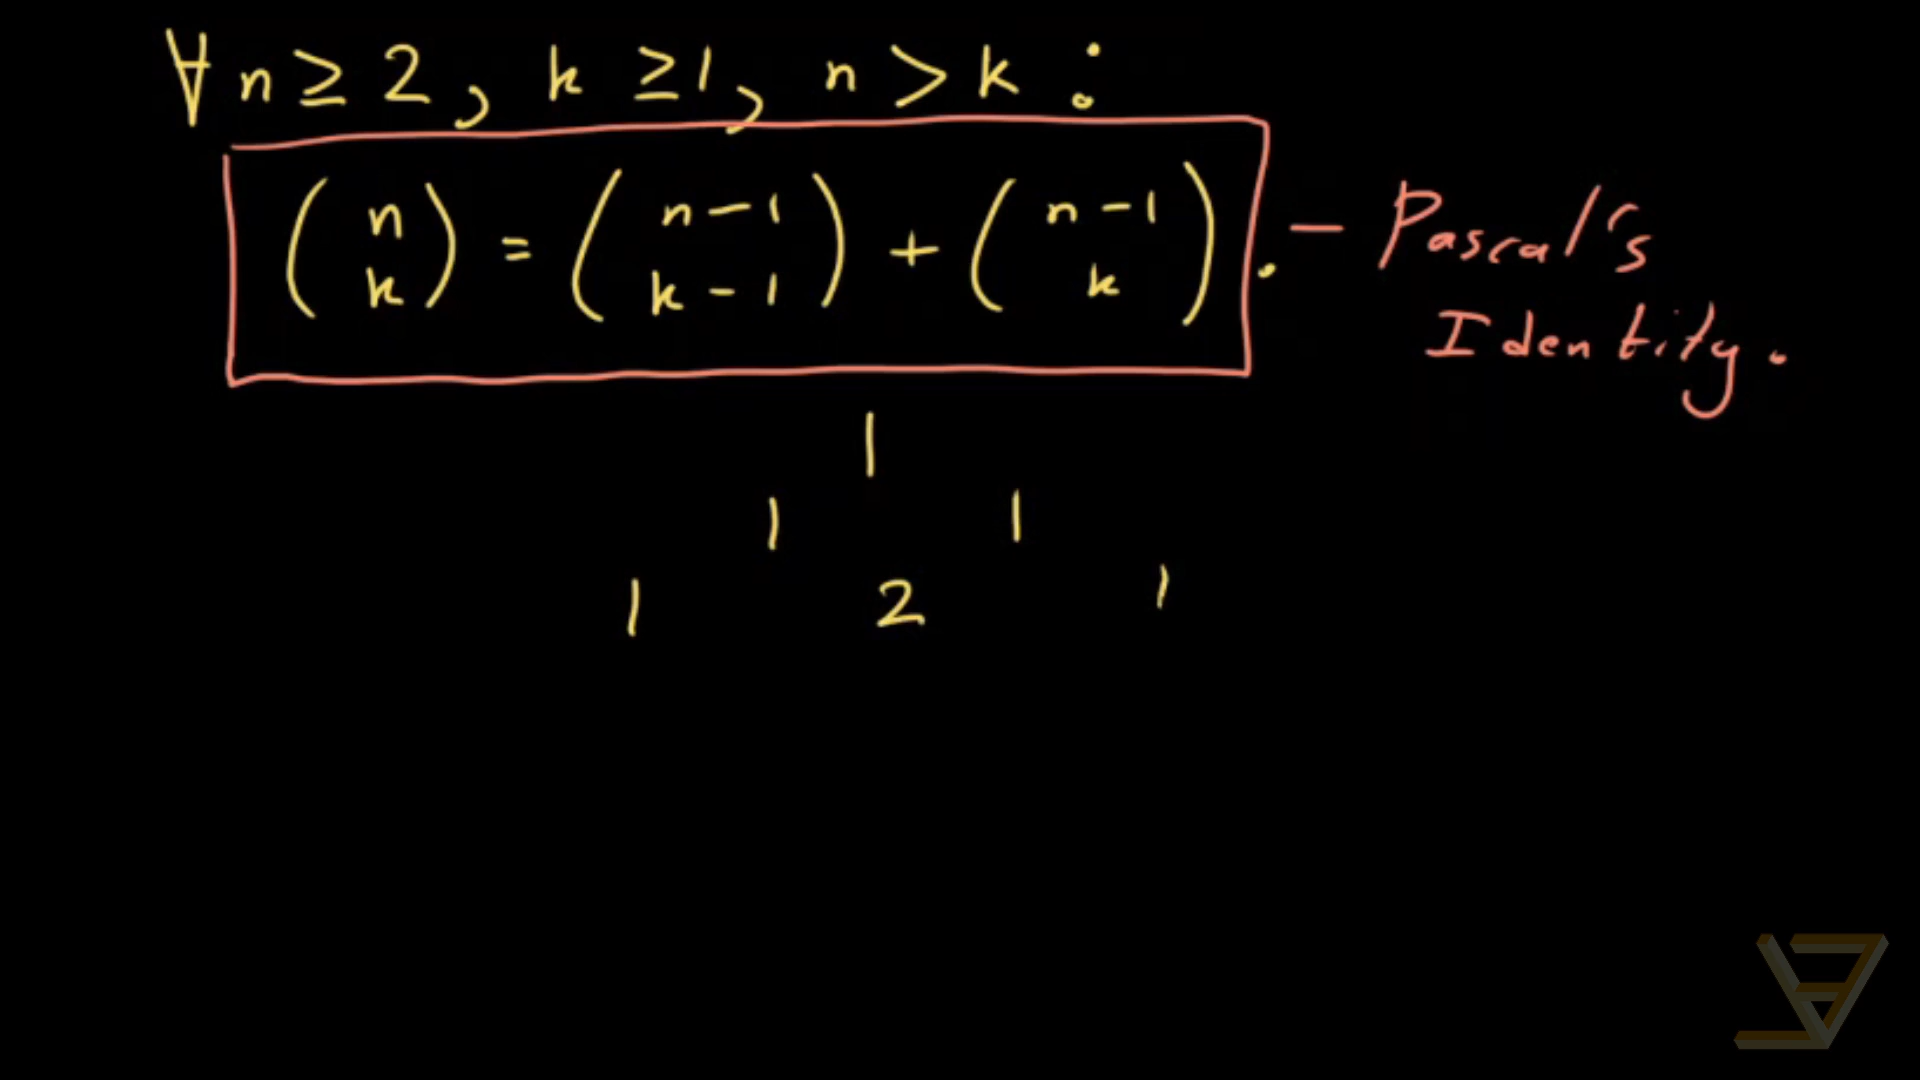 ∀ n ≥ 2, k ≥ 1, n > k :
(n k) = (n-1 k-1) + (n-1 k). — Pascal's
Identity.
1
1 1
1 2 1